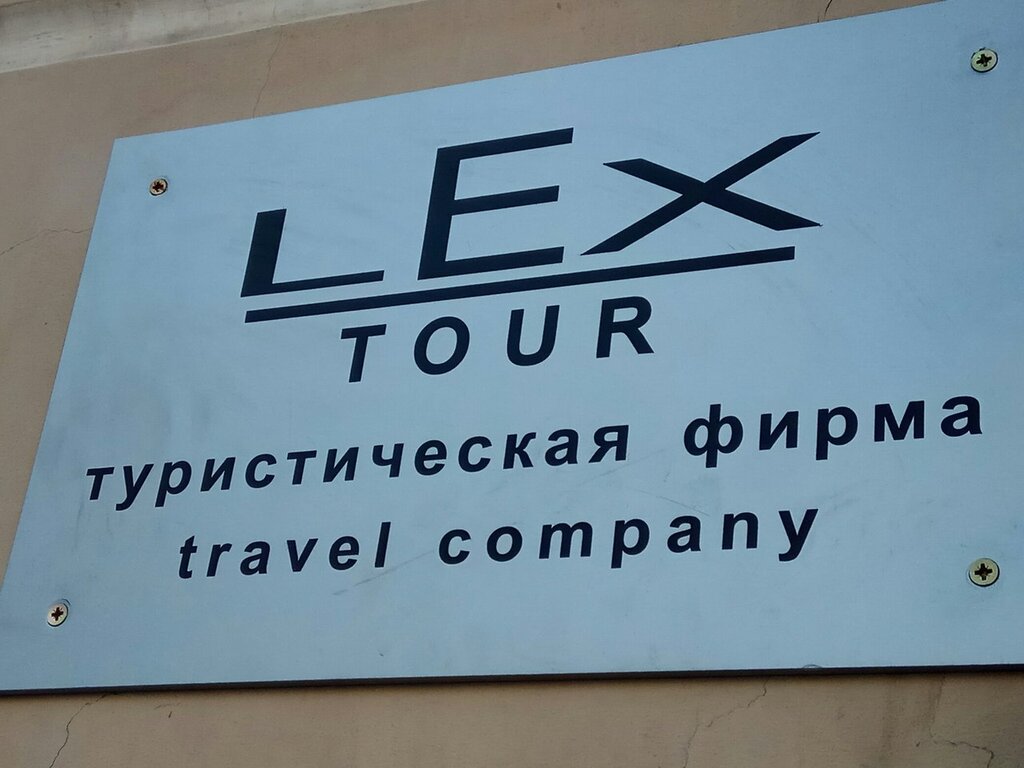 LEX
TOUR
туристическая фирма
travel company